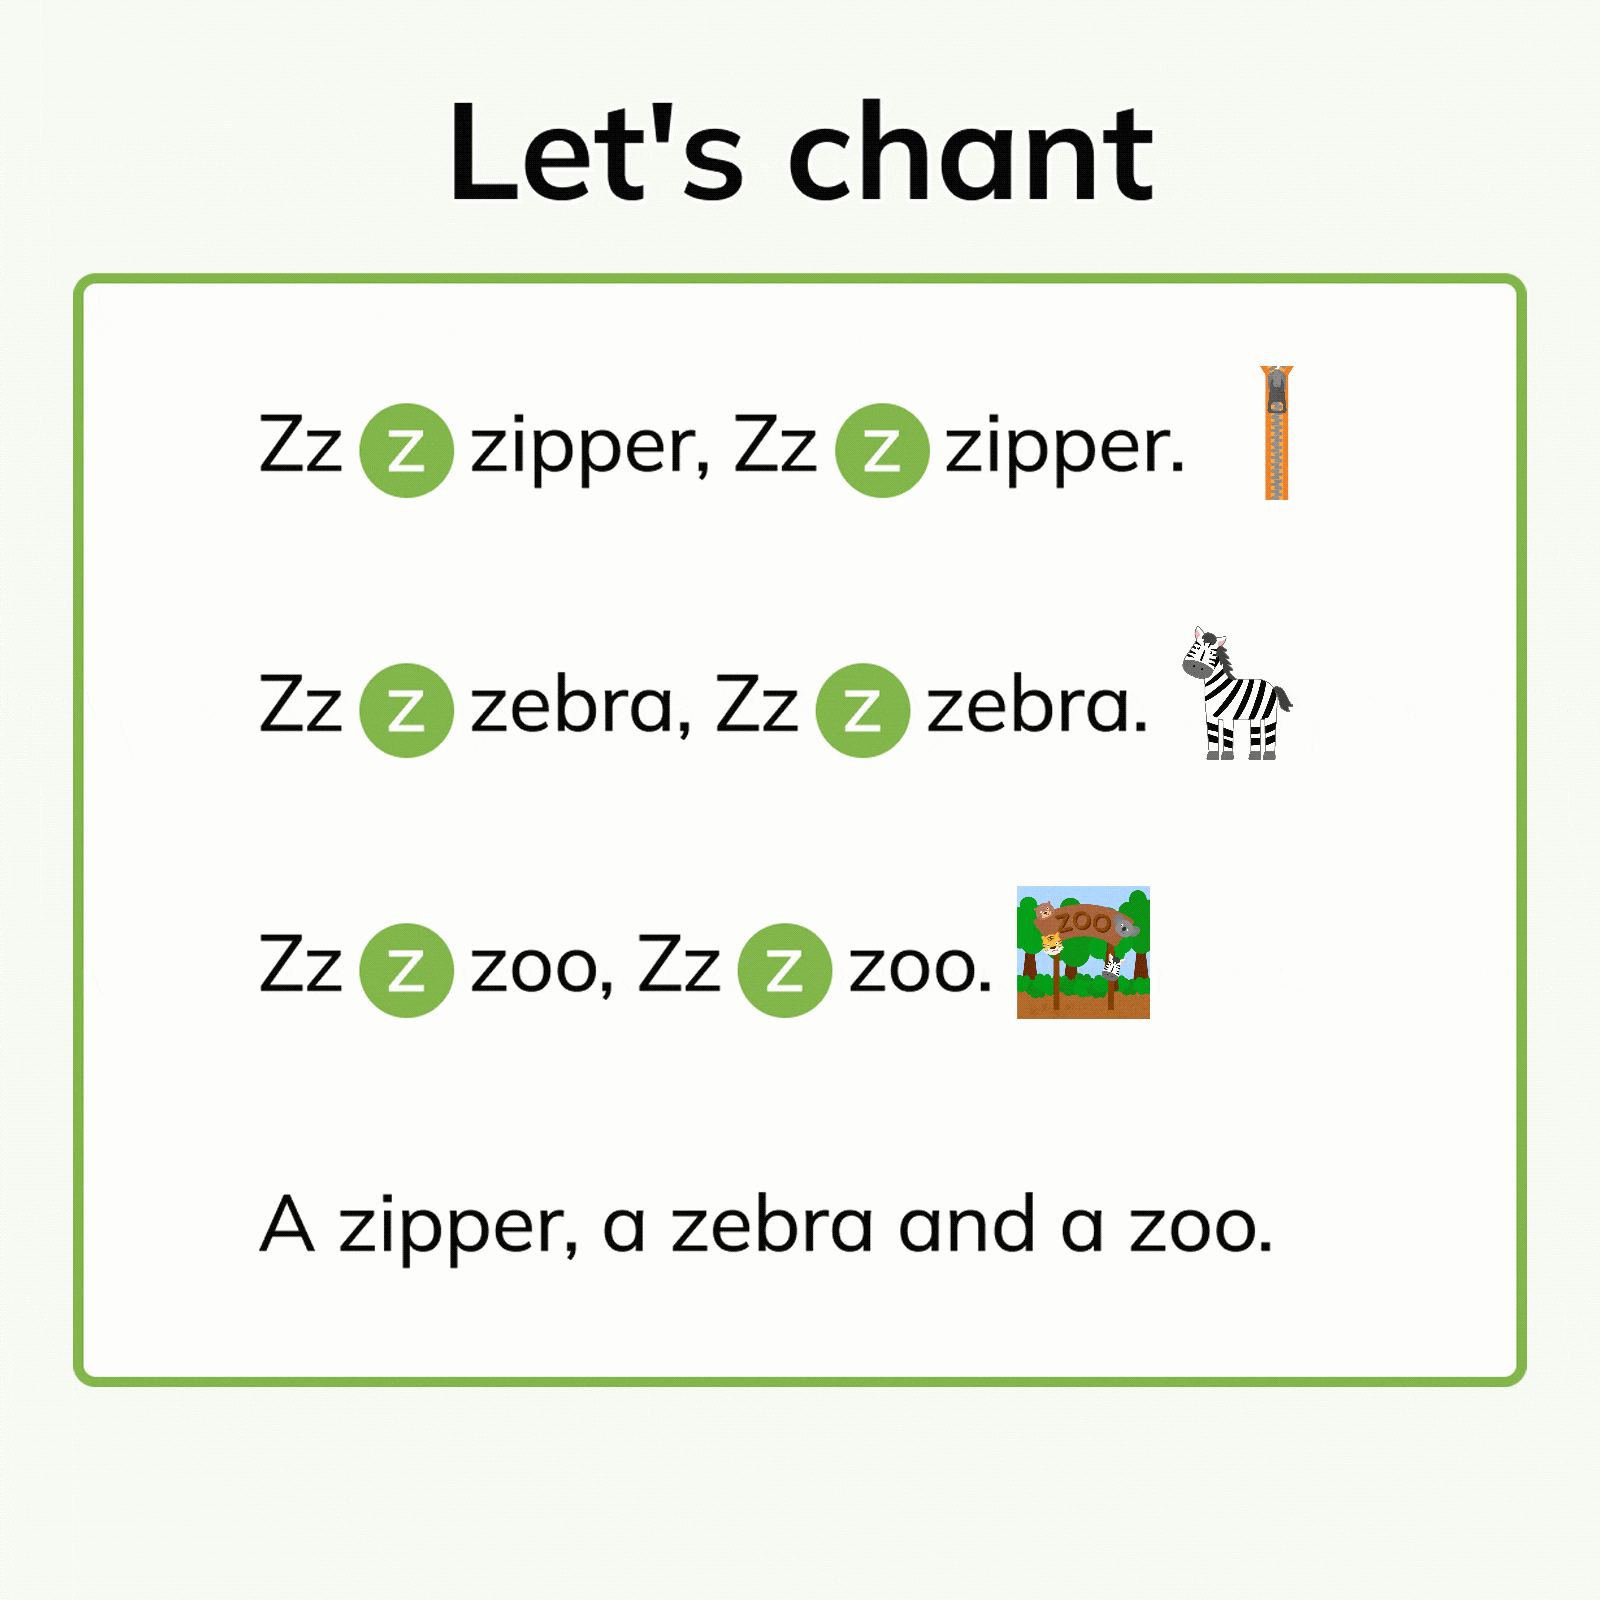 Let's chant
Zz z zipper, Zz z zipper.
Zz z zebra, Zz z zebra.
Zz z zoo, Zz z zoo.
ZOO
A zipper, a zebra and a zoo.